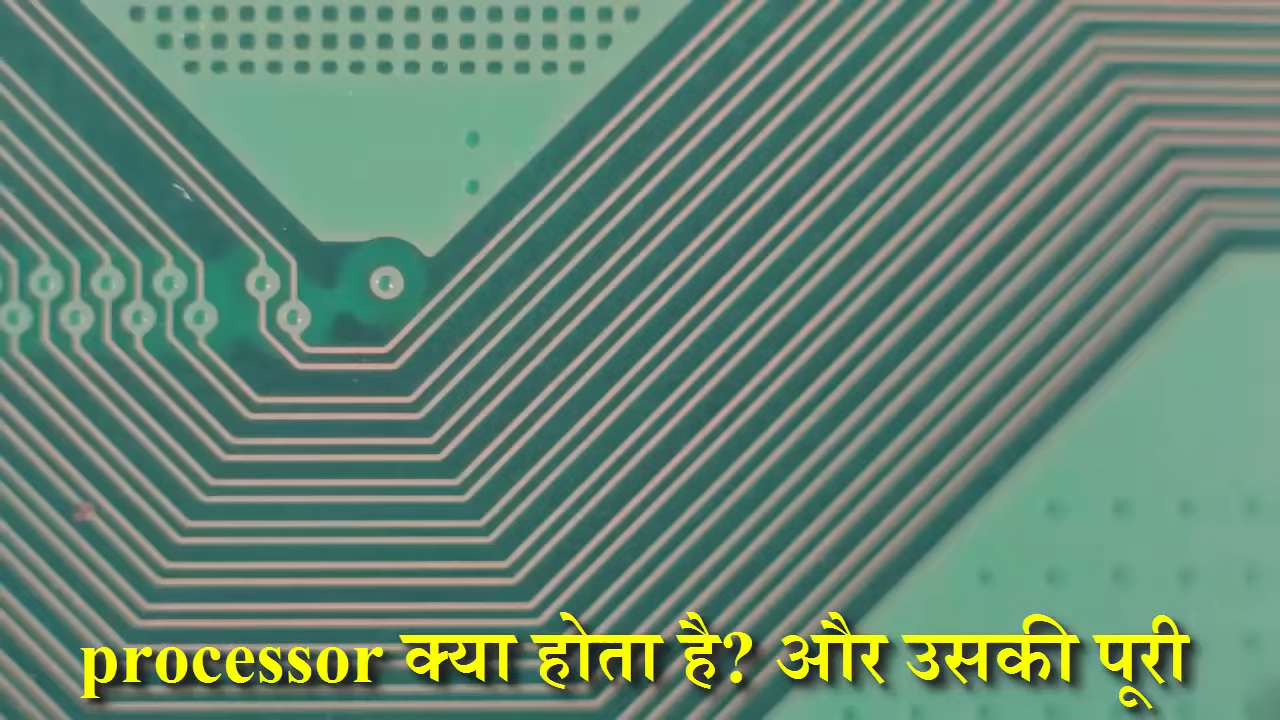 processor क्या होता है? और उसकी पूरी